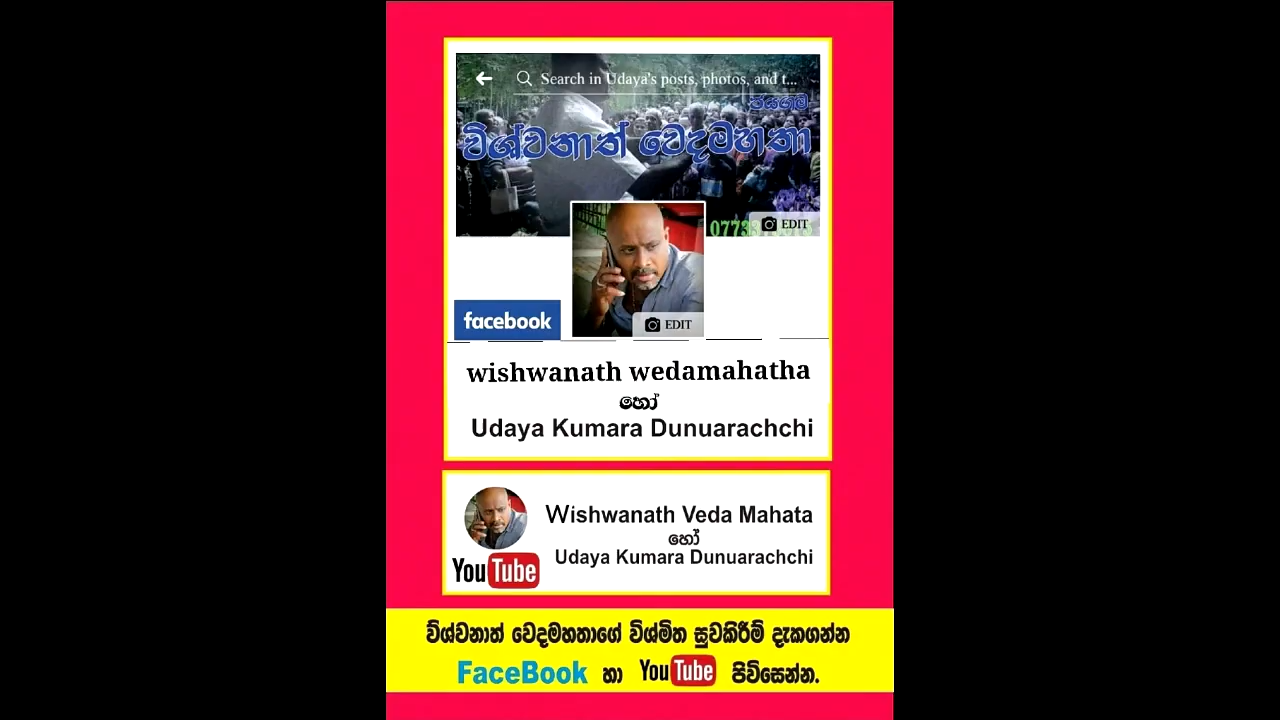 Search in Udaya's posts, photos, and t...
ජයගුම්
විශ්වනාත් වෙදමහතා
EDIT
EDIT
facebook
wishwanath wedamahatha
හෝ
Udaya Kumara Dunuarachchi
Wishwanath Veda Mahata
හෝ
Udaya Kumara Dunuarachchi
YouTube
විශ්වනාත් වෙදමහතාගේ විශ්මිත සුවකිරීම් දැකගන්න
FaceBook හා YouTube පිවිසෙන්න.